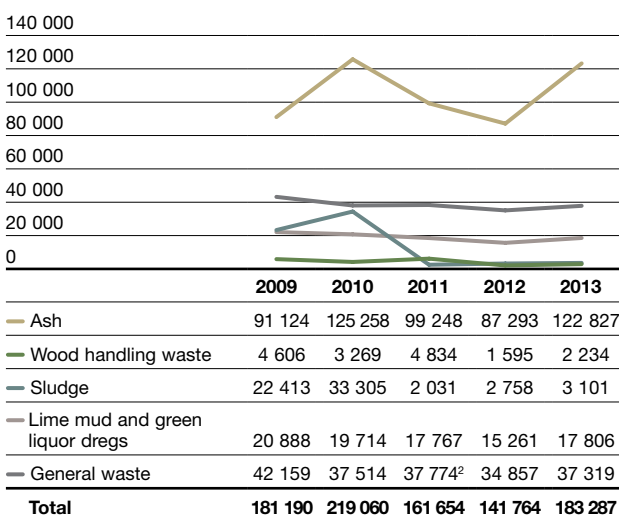 140 000
120 000
100 000
80 000
60 000
40 000
20 000
0
2009 2010 2011 2012 2013
Ash 91 124 125 258 99 248 87 293 122 827
Wood handling waste 4 606 3 269 4 834 1 595 2 234
Sludge 22 413 33 305 2 031 2 758 3 101
Lime mud and green
liquor dregs 20 888 19 714 17 767 15 261 17 806
General waste 42 159 37 514 37 774² 34 857 37 319
Total 181 190 219 060 161 654 141 764 183 287